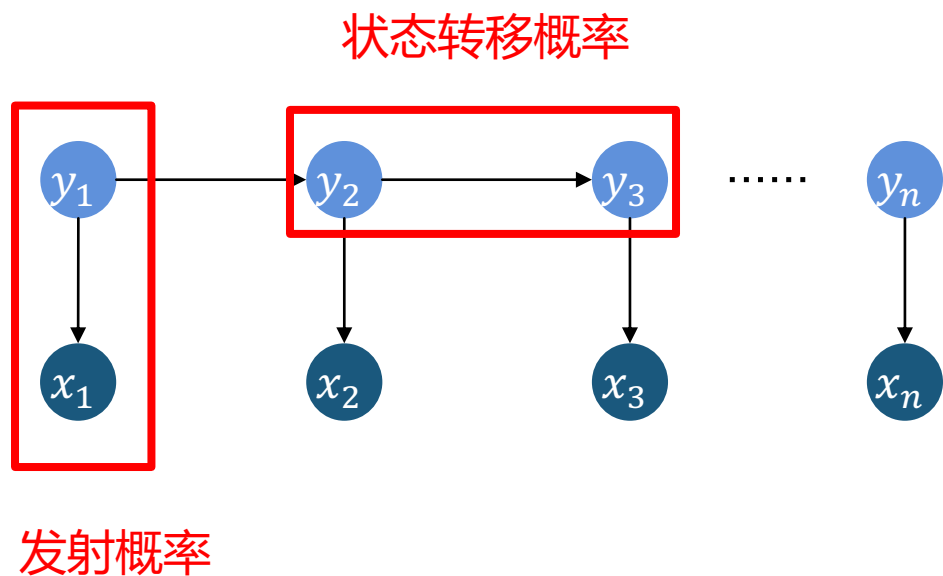 状态转移概率
y₁ y₂ y₃ ...... yₙ
x₁ x₂ x₃ xₙ
发射概率